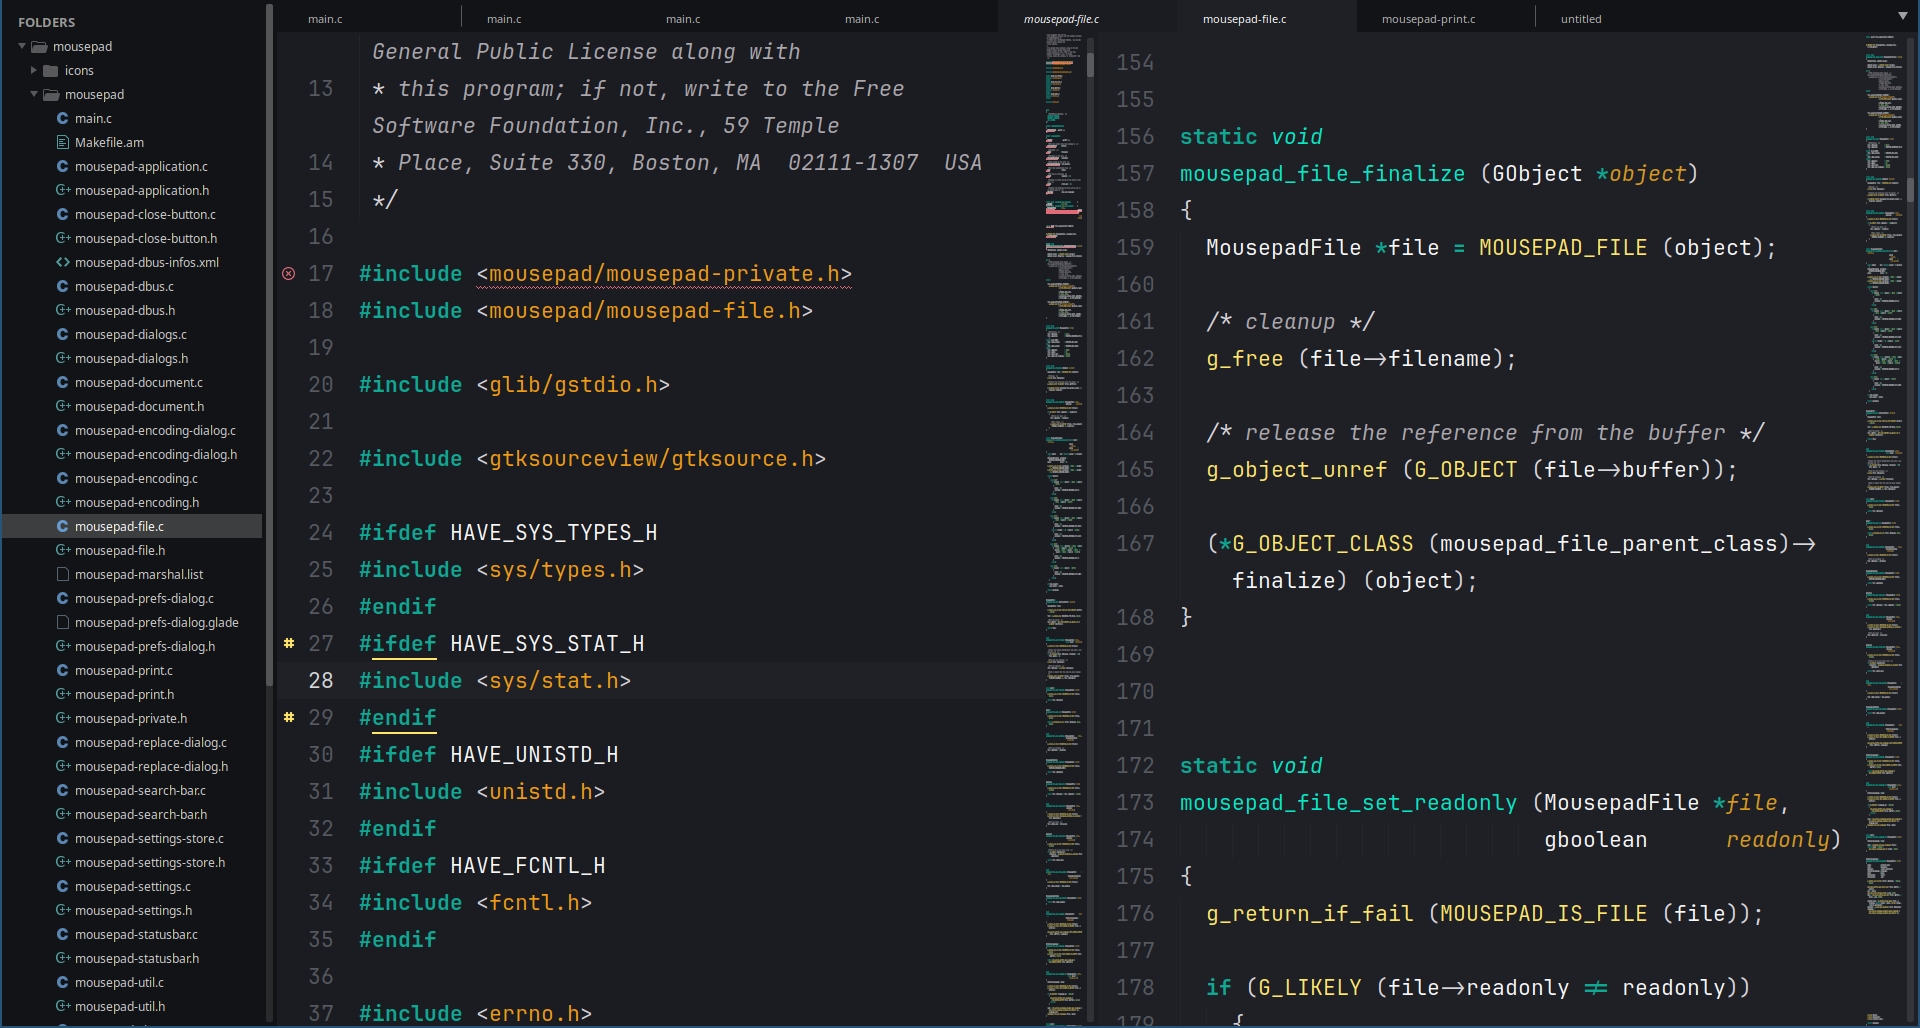 FOLDERS
mousepad
icons
mousepad
main.c
Makefile.am
mousepad-application.c
mousepad-application.h
mousepad-close-button.c
mousepad-close-button.h
mousepad-dbus-infos.xml
mousepad-dbus.c
mousepad-dbus.h
mousepad-dialogs.c
mousepad-dialogs.h
mousepad-document.c
mousepad-document.h
mousepad-encoding-dialog.c
mousepad-encoding-dialog.h
mousepad-encoding.c
mousepad-encoding.h
mousepad-file.c
mousepad-file.h
mousepad-marshal.list
mousepad-prefs-dialog.c
mousepad-prefs-dialog.glade
mousepad-prefs-dialog.h
mousepad-print.c
mousepad-print.h
mousepad-private.h
mousepad-replace-dialog.c
mousepad-replace-dialog.h
mousepad-search-bar.c
mousepad-search-bar.h
mousepad-settings-store.c
mousepad-settings-store.h
mousepad-settings.c
mousepad-settings.h
mousepad-statusbar.c
mousepad-statusbar.h
mousepad-util.c
mousepad-util.h
main.c main.c main.c main.c mousepad-file.c mousepad-file.c mousepad-print.c untitled
General Public License along with
13 * this program; if not, write to the Free
Software Foundation, Inc., 59 Temple
14 * Place, Suite 330, Boston, MA  02111-1307  USA
15 */
16
17 #include <mousepad/mousepad-private.h>
18 #include <mousepad/mousepad-file.h>
19
20 #include <glib/gstdio.h>
21
22 #include <gtksourceview/gtksource.h>
23
24 #ifdef HAVE_SYS_TYPES_H
25 #include <sys/types.h>
26 #endif
# 27 #ifdef HAVE_SYS_STAT_H
28 #include <sys/stat.h>
# 29 #endif
30 #ifdef HAVE_UNISTD_H
31 #include <unistd.h>
32 #endif
33 #ifdef HAVE_FCNTL_H
34 #include <fcntl.h>
35 #endif
36
37 #include <errno.h>
154
155
156 static void
157 mousepad_file_finalize (GObject *object)
158 {
159 MousepadFile *file = MOUSEPAD_FILE (object);
160
161 /* cleanup */
162 g_free (file->filename);
163
164 /* release the reference from the buffer */
165 g_object_unref (G_OBJECT (file->buffer));
166
167 (*G_OBJECT_CLASS (mousepad_file_parent_class)->
finalize) (object);
168 }
169
170
171
172 static void
173 mousepad_file_set_readonly (MousepadFile *file,
174 gboolean      readonly)
175 {
176 g_return_if_fail (MOUSEPAD_IS_FILE (file));
177
178 if (G_LIKELY (file->readonly != readonly))
179 {